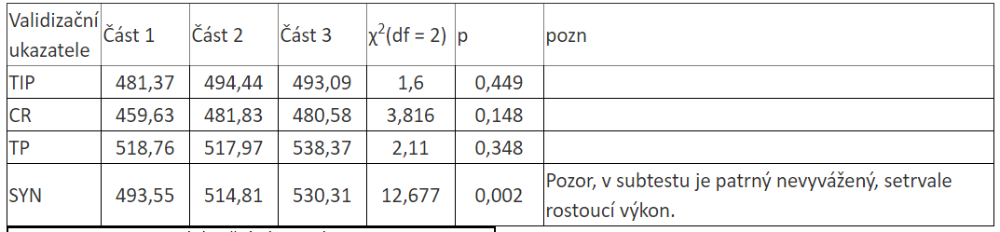 Validizační ukazatele Část 1 Část 2 Část 3 χ²(df = 2) p pozn
TIP 481,37 494,44 493,09 1,6 0,449
CR 459,63 481,83 480,58 3,816 0,148
TP 518,76 517,97 538,37 2,11 0,348
SYN 493,55 514,81 530,31 12,677 0,002 Pozor, v subtestu je patrný nevyvážený, setrvale
rostoucí výkon.